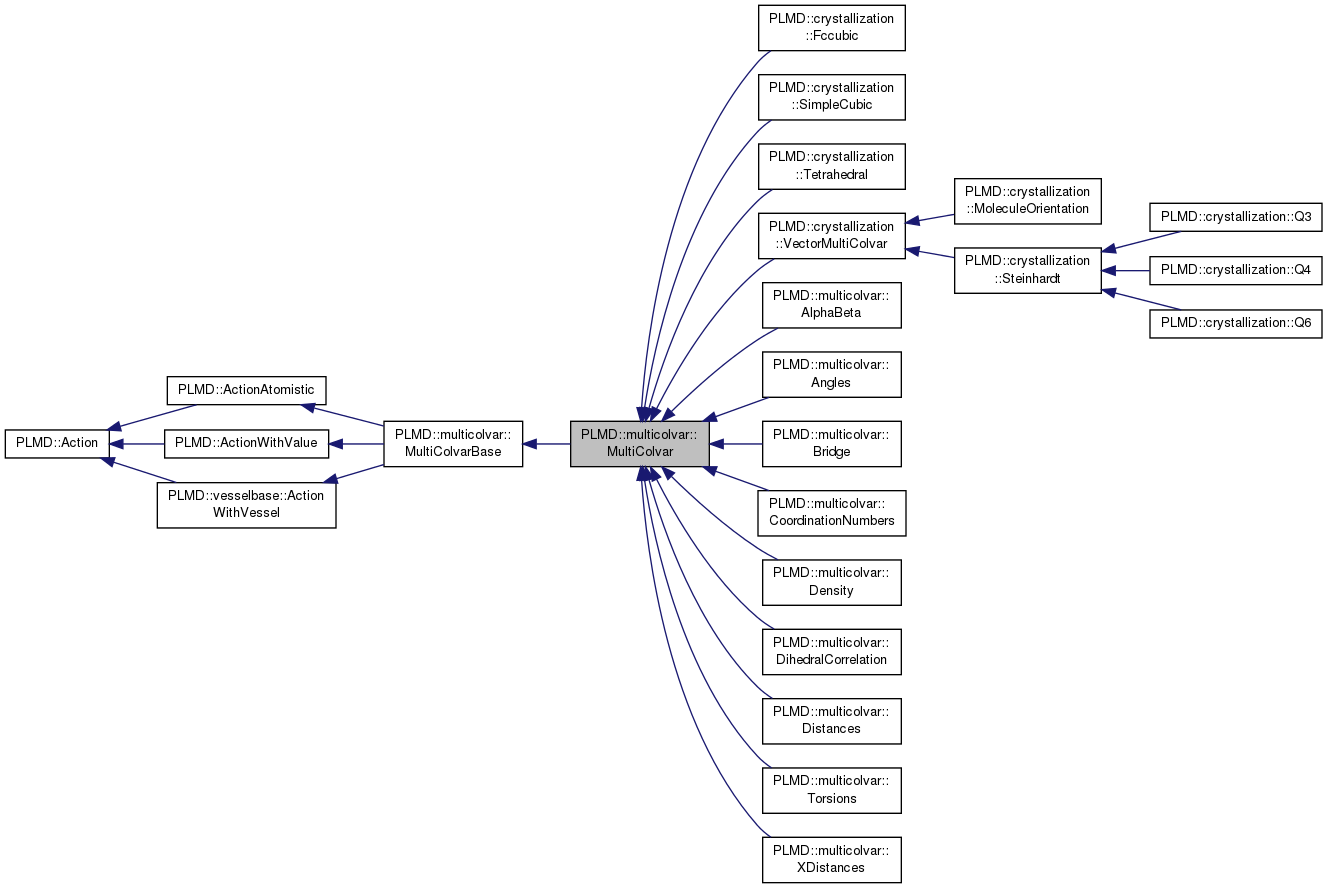 PLMD::Action
PLMD::ActionAtomistic
PLMD::ActionWithValue
PLMD::vesselbase::Action
WithVessel
PLMD::multicolvar::
MultiColvarBase
PLMD::multicolvar::
MultiColvar
PLMD::crystallization
::Fccubic
PLMD::crystallization
::SimpleCubic
PLMD::crystallization
::Tetrahedral
PLMD::crystallization
::VectorMultiColvar
PLMD::multicolvar::
AlphaBeta
PLMD::multicolvar::
Angles
PLMD::multicolvar::
Bridge
PLMD::multicolvar::
CoordinationNumbers
PLMD::multicolvar::
Density
PLMD::multicolvar::
DihedralCorrelation
PLMD::multicolvar::
Distances
PLMD::multicolvar::
Torsions
PLMD::multicolvar::
XDistances
PLMD::crystallization
::MoleculeOrientation
PLMD::crystallization
::Steinhardt
PLMD::crystallization::Q3
PLMD::crystallization::Q4
PLMD::crystallization::Q6